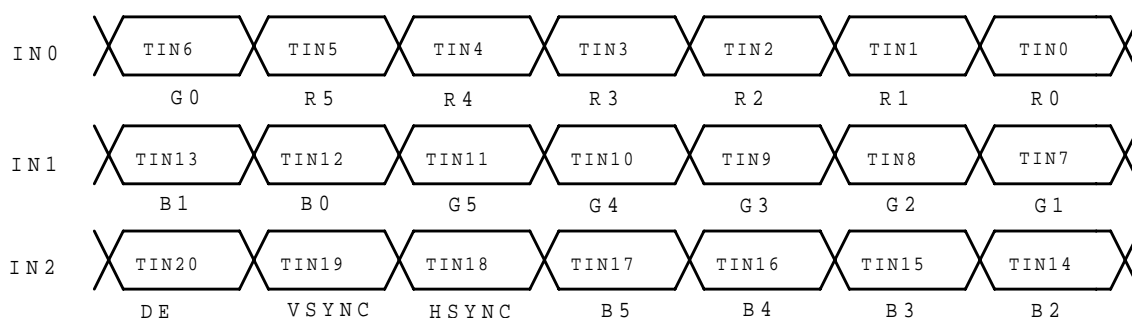 IN0 TIN6 TIN5 TIN4 TIN3 TIN2 TIN1 TIN0
G0 R5 R4 R3 R2 R1 R0
IN1 TIN13 TIN12 TIN11 TIN10 TIN9 TIN8 TIN7
B1 B0 G5 G4 G3 G2 G1
IN2 TIN20 TIN19 TIN18 TIN17 TIN16 TIN15 TIN14
DE VSYNC HSYNC B5 B4 B3 B2